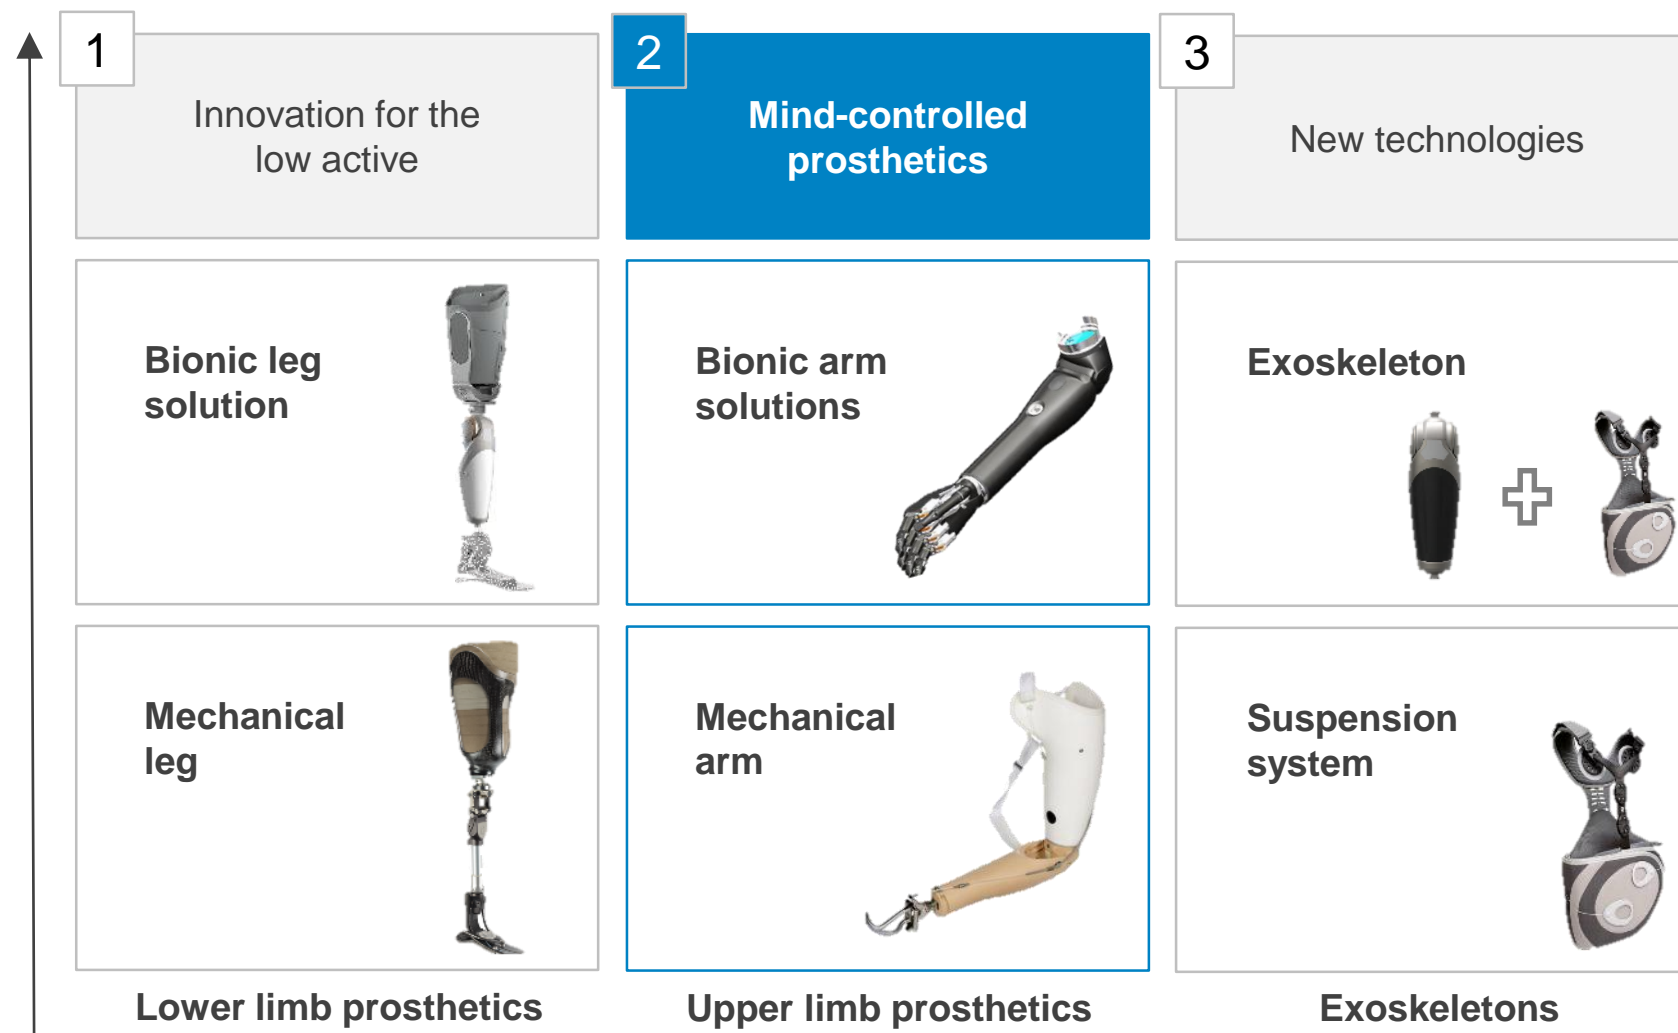 1
Innovation for the
low active
2
Mind-controlled
prosthetics
3
New technologies
Bionic leg
solution
Bionic arm
solutions
Exoskeleton
Mechanical
leg
Mechanical
arm
Suspension
system
Lower limb prosthetics
Upper limb prosthetics
Exoskeletons